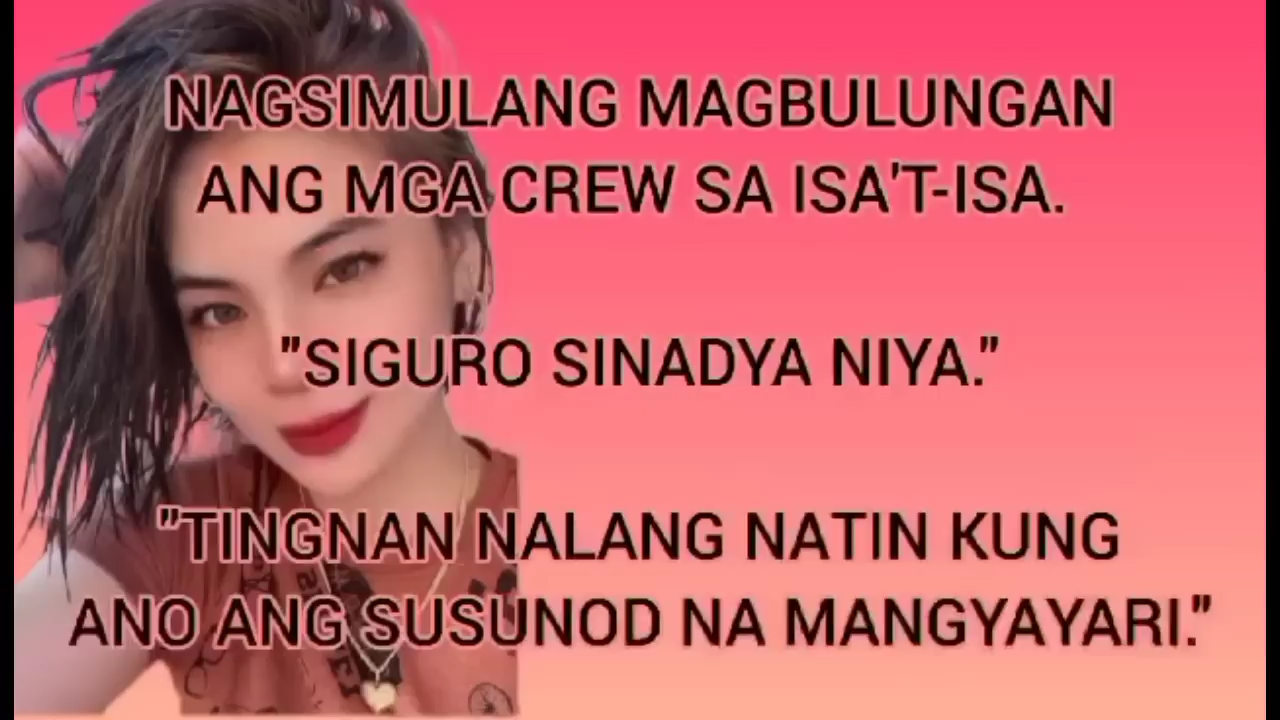 NAGSIMULANG MAGBULUNGAN
ANG MGA CREW SA ISA'T-ISA.
"SIGURO SINADYA NIYA."
"TINGNAN NALANG NATIN KUNG
ANO ANG SUSUNOD NA MANGYAYARI."